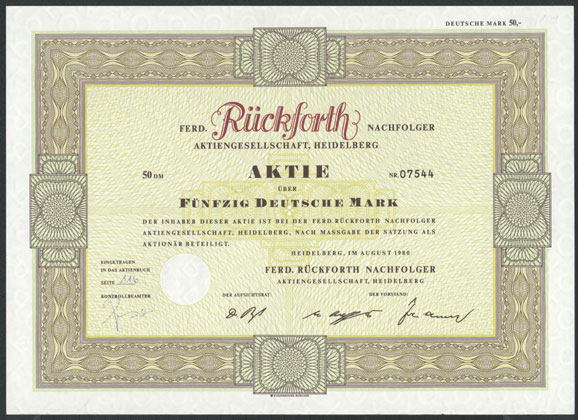 DEUTSCHE MARK 50,-
FERD. Rückforth NACHFOLGER
AKTIENGESELLSCHAFT, HEIDELBERG
50 DM AKTIE NR. 07544
ÜBER
FÜNFZIG DEUTSCHE MARK
DER INHABER DIESER AKTIE IST BEI DER FERD. RÜCKFORTH NACHFOLGER
AKTIENGESELLSCHAFT, HEIDELBERG, NACH MASSGABE DER SATZUNG ALS
AKTIONÄR BETEILIGT.
HEIDELBERG, IM AUGUST 1980
EINGETRAGEN
IN DAS AKTIENBUCH
SEITE 116
KONTROLLBEAMTER
FERD. RÜCKFORTH NACHFOLGER
AKTIENGESELLSCHAFT, HEIDELBERG
DER AUFSICHTSRAT: DER VORSTAND: